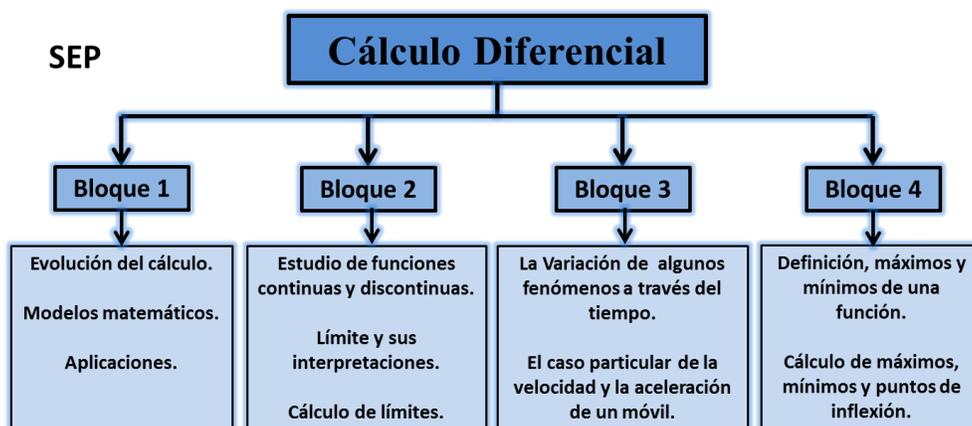 SEP
Cálculo Diferencial
Bloque 1
Bloque 2
Bloque 3
Bloque 4
Evolución del cálculo.
Modelos matemáticos.
Aplicaciones.
Estudio de funciones
continuas y discontinuas.
Límite y sus
interpretaciones.
Cálculo de límites.
La Variación de algunos
fenómenos a través del
tiempo.
El caso particular de la
velocidad y la aceleración
de un móvil.
Definición, máximos y
mínimos de una
función.
Cálculo de máximos,
mínimos y puntos de
inflexión.